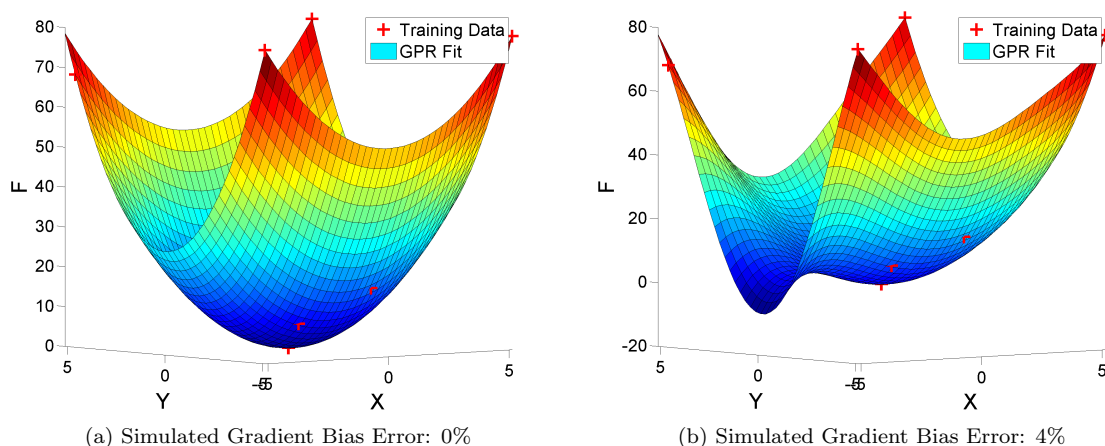 80
70
60
50
40
30
20
10
0
F
5
0
-5
-5
0
5
Y
X
Training Data
GPR Fit
(a) Simulated Gradient Bias Error: 0%
80
60
40
20
0
-20
F
5
0
-5
-5
0
5
Y
X
Training Data
GPR Fit
(b) Simulated Gradient Bias Error: 4%